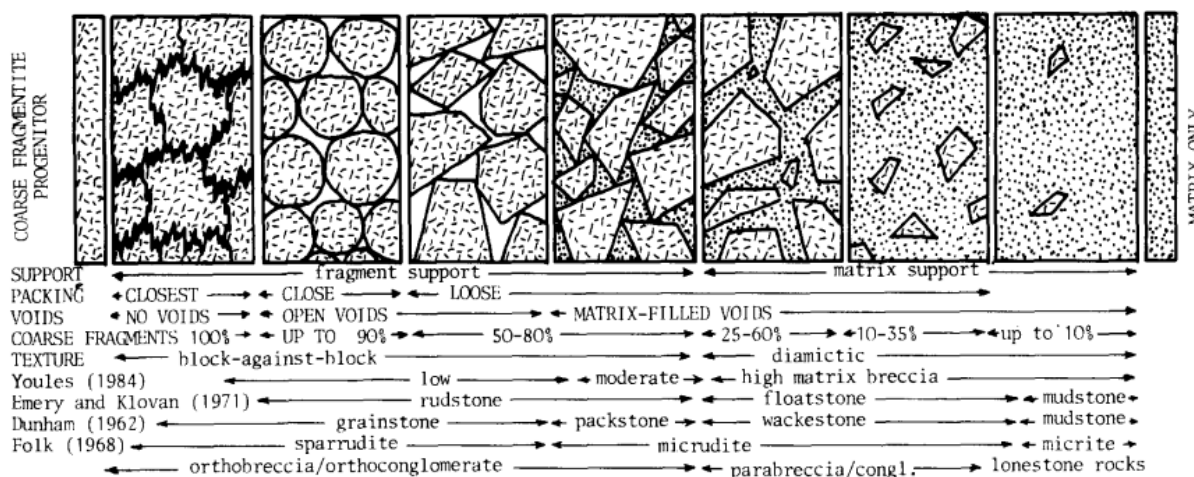 COARSE FRAGMENTITE
PROGENITOR
MATRIX ONLY
SUPPORT fragment support matrix support
PACKING CLOSEST CLOSE LOOSE
VOIDS NO VOIDS OPEN VOIDS MATRIX-FILLED VOIDS
COARSE FRAGMENTS 100% UP TO 90% 50-80% 25-60% 10-35% up to 10%
TEXTURE block-against-block diamictic
Youles (1984) low moderate high matrix breccia
Emery and Klovan (1971) rudstone floatstone mudstone
Dunham (1962) grainstone packstone wackestone mudstone
Folk (1968) sparrudite micrudite micrite
orthobreccia/orthoconglomerate parabreccia/congl. lonestone rocks